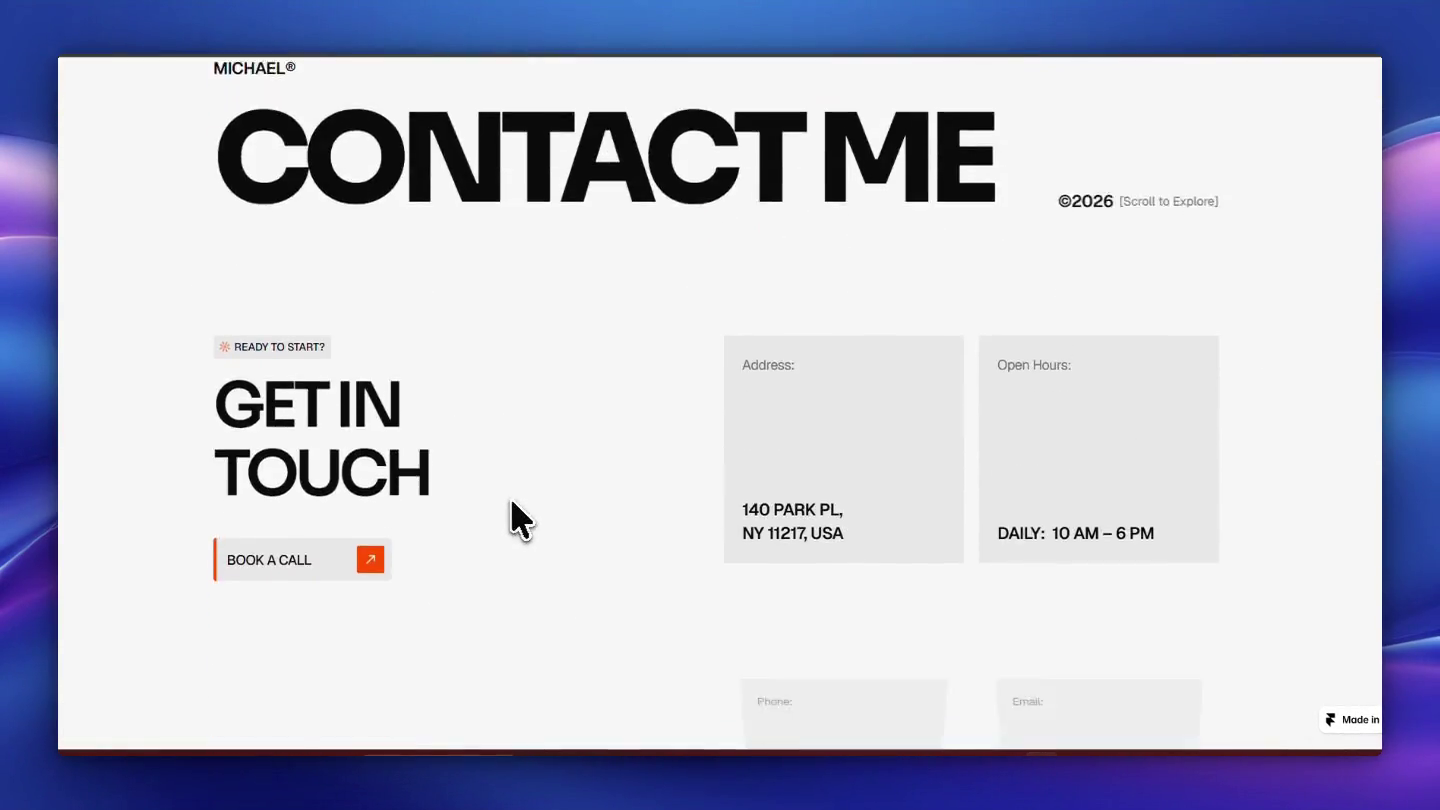 MICHAEL®
CONTACT ME
©2026 [Scroll to Explore]
READY TO START?
GET IN
TOUCH
BOOK A CALL
Address:
140 PARK PL,
NY 11217, USA
Open Hours:
DAILY: 10 AM – 6 PM
Phone:
Email:
Made in